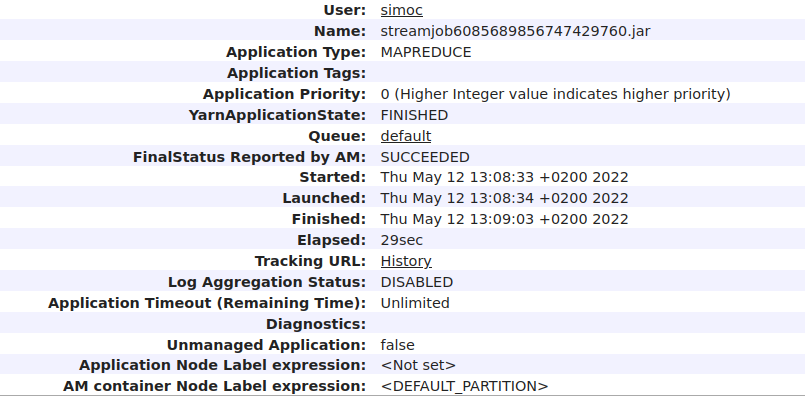 User: simoc
Name: streamjob6085689856747429760.jar
Application Type: MAPREDUCE
Application Tags:
Application Priority: 0 (Higher Integer value indicates higher priority)
YarnApplicationState: FINISHED
Queue: default
FinalStatus Reported by AM: SUCCEEDED
Started: Thu May 12 13:08:33 +0200 2022
Launched: Thu May 12 13:08:34 +0200 2022
Finished: Thu May 12 13:09:03 +0200 2022
Elapsed: 29sec
Tracking URL: History
Log Aggregation Status: DISABLED
Application Timeout (Remaining Time): Unlimited
Diagnostics:
Unmanaged Application: false
Application Node Label expression: <Not set>
AM container Node Label expression: <DEFAULT_PARTITION>